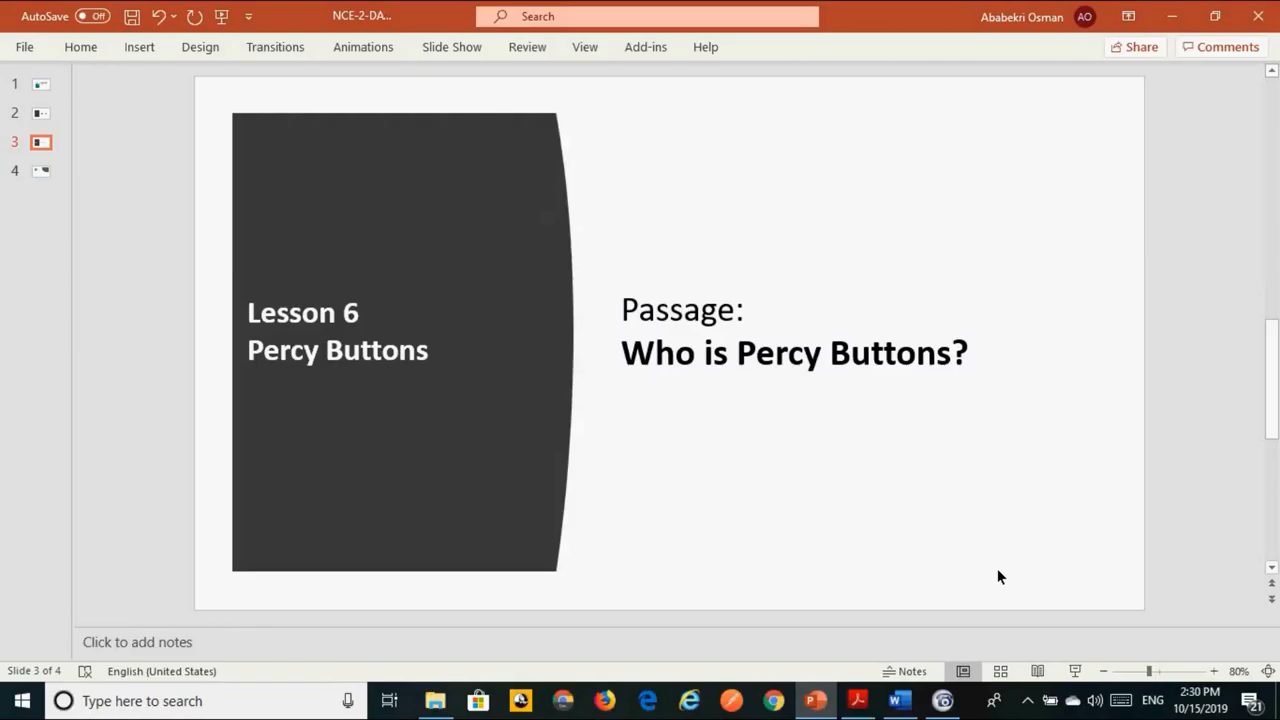 AutoSave Off NCE-2-DA... Search Ababekri Osman AO
File Home Insert Design Transitions Animations Slide Show Review View Add-ins Help Share Comments
1
2
3
4
Lesson 6
Percy Buttons
Passage:
Who is Percy Buttons?
Click to add notes
Slide 3 of 4 English (United States) Notes 80%
Type here to search ENG 2:30 PM
10/15/2019 21